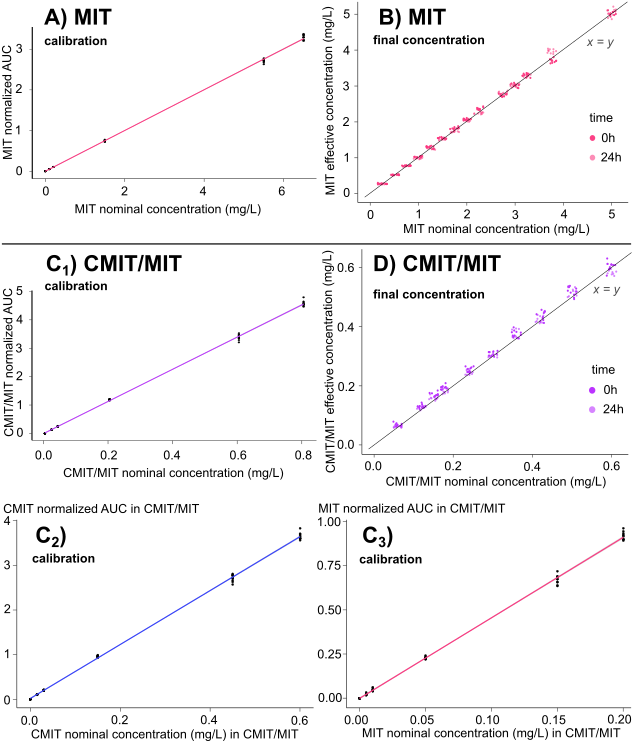 A) MIT
calibration
MIT normalized AUC
3
2
1
0
0
2
4
6
MIT nominal concentration (mg/L)
B) MIT
final concentration
MIT effective concentration (mg/L)
5
4
3
2
1
0
x = y
time
0h
24h
0
1
2
3
4
5
MIT nominal concentration (mg/L)
C1) CMIT/MIT
calibration
CMIT/MIT normalized AUC
5
4
3
2
1
0
0.0
0.2
0.4
0.6
0.8
CMIT/MIT nominal concentration (mg/L)
D) CMIT/MIT
final concentration
CMIT/MIT effective concentration (mg/L)
0.6
0.4
0.2
0.0
x = y
time
0h
24h
0.0
0.2
0.4
0.6
CMIT/MIT nominal concentration (mg/L)
CMIT normalized AUC in CMIT/MIT
C2)
calibration
4
3
2
1
0
0.0
0.2
0.4
0.6
CMIT nominal concentration (mg/L) in CMIT/MIT
MIT normalized AUC in CMIT/MIT
C3)
calibration
1.00
0.75
0.50
0.25
0.00
0.00
0.05
0.10
0.15
0.20
MIT nominal concentration (mg/L) in CMIT/MIT